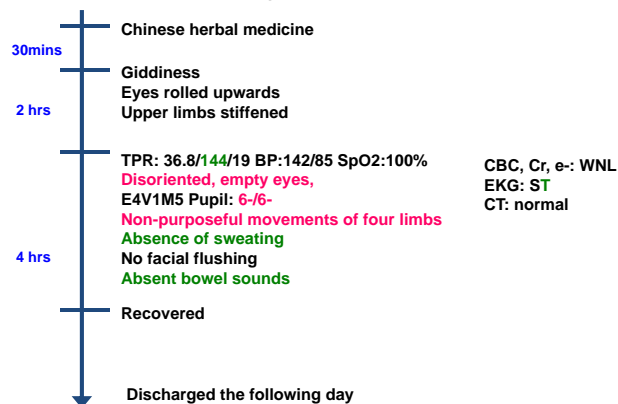 Chinese herbal medicine
30mins
Giddiness
Eyes rolled upwards
Upper limbs stiffened
2 hrs
TPR: 36.8/144/19 BP:142/85 SpO2:100%
Disoriented, empty eyes,
E4V1M5 Pupil: 6-/6-
Non-purposeful movements of four limbs
Absence of sweating
No facial flushing
Absent bowel sounds
CBC, Cr, e-: WNL
EKG: ST
CT: normal
4 hrs
Recovered
Discharged the following day